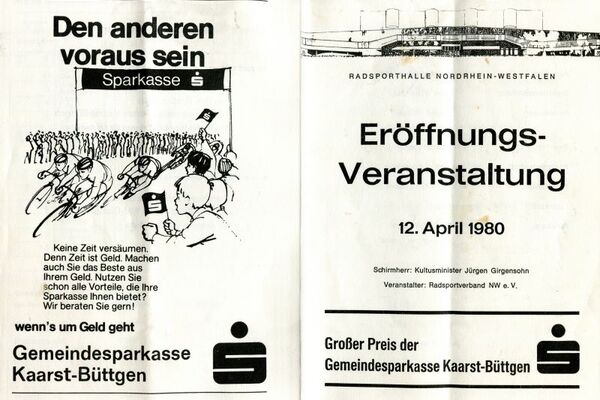 Den anderen
voraus sein
Sparkasse
Keine Zeit versäumen.
Denn Zeit ist Geld. Machen
auch Sie das Beste aus
Ihrem Geld. Nutzen Sie
schon alle Vorteile, die Ihre
Sparkasse Ihnen bietet?
Wir beraten Sie gern!
wenn's um Geld geht
Gemeindesparkasse
Kaarst-Büttgen
RADSPORTHALLE NORDRHEIN-WESTFALEN
Eröffnungs-
Veranstaltung
12. April 1980
Schirmherr: Kultusminister Jürgen Girgensohn
Veranstalter: Radsportverband NW e. V.
Großer Preis der
Gemeindesparkasse Kaarst-Büttgen